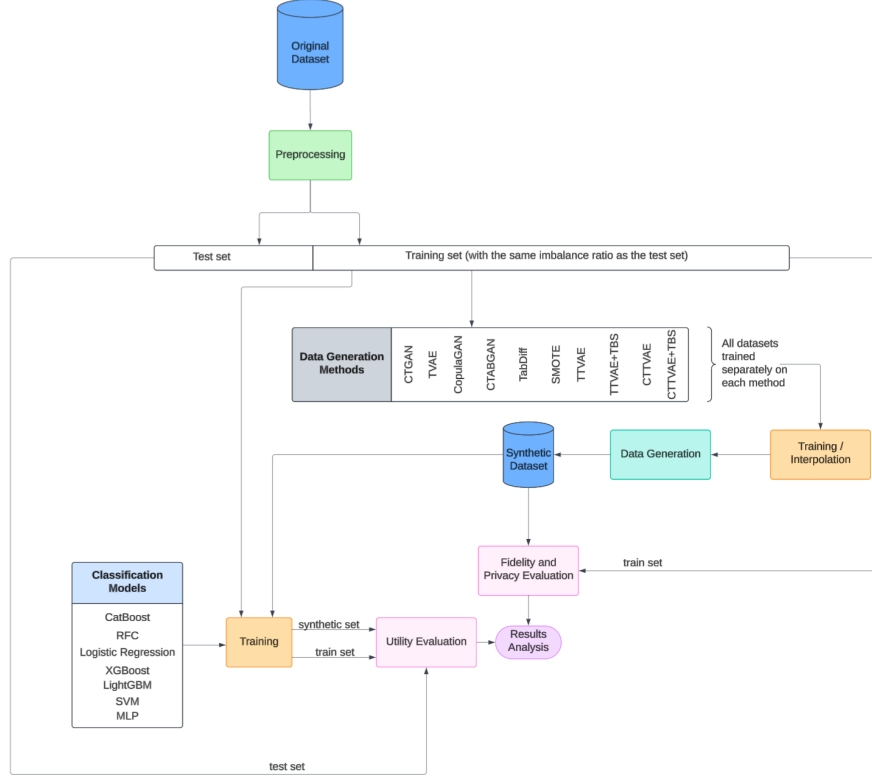 Original
Dataset
Preprocessing
Test set
Training set (with the same imbalance ratio as the test set)
Data Generation
Methods
CTGAN
TVAE
CopulaGAN
CTABGAN
TabDiff
SMOTE
TTVAE
TTVAE+TBS
CTTVAE
CTTVAE+TBS
All datasets
trained
separately on
each method
Synthetic
Dataset
Data Generation
Training /
Interpolation
Fidelity and
Privacy Evaluation
train set
Classification
Models
CatBoost
RFC
Logistic Regression
XGBoost
LightGBM
SVM
MLP
Training
synthetic set
train set
Utility Evaluation
Results
Analysis
test set